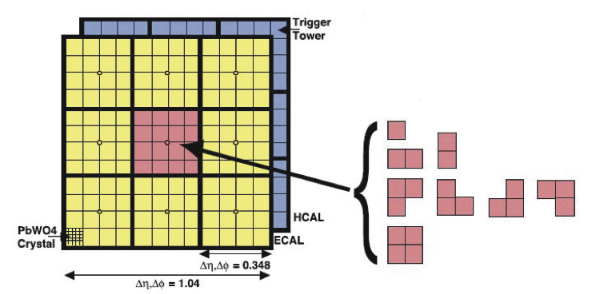 Trigger
Tower
PbWO4
Crystal
HCAL
ECAL
Δη,Δϕ = 0.348
Δη,Δϕ = 1.04